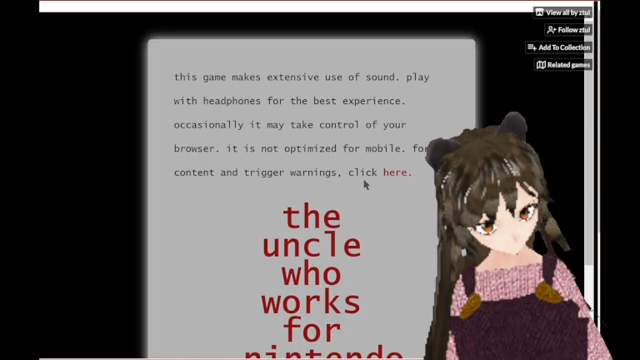 View all by ztul
Follow ztul
Add To Collection
Related games
this game makes extensive use of sound. play
with headphones for the best experience.
occasionally it may take control of your
browser. it is not optimized for mobile. for
content and trigger warnings, click here.
the
uncle
who
works
for
nintendo